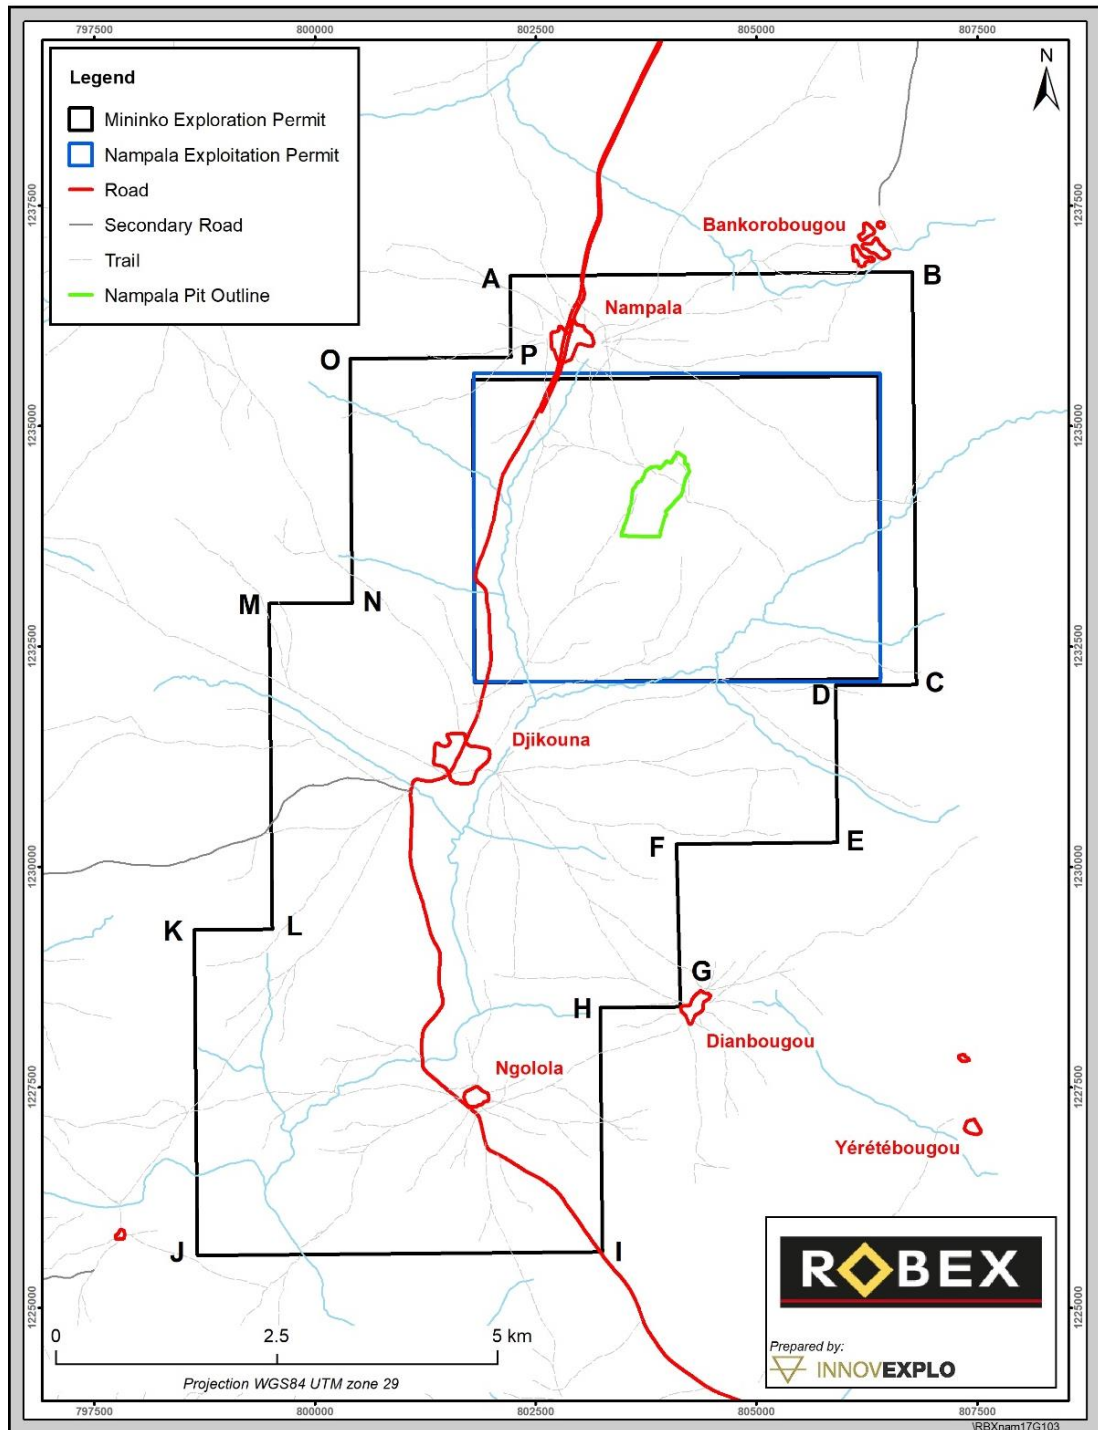 797500 800000 802500 805000 807500
Legend
Mininko Exploration Permit
Nampala Exploitation Permit
Road
Secondary Road
Trail
Nampala Pit Outline
N
1237500 1237500
Bankorobougou
A
B
Nampala
O
P
1235000 1235000
M
N
1232500 1232500
D
C
Djikouna
F
E
1230000 1230000
K
L
G
H
Dianbougou
Ngolola
1227500 1227500
Yérétébougou
J
I
ROBEX
1225000 1225000
0 2.5 5 km
Prepared by:
INNOVEXPLO
Projection WGS84 UTM zone 29
797500 800000 802500 805000 807500
\RBXnam17G103